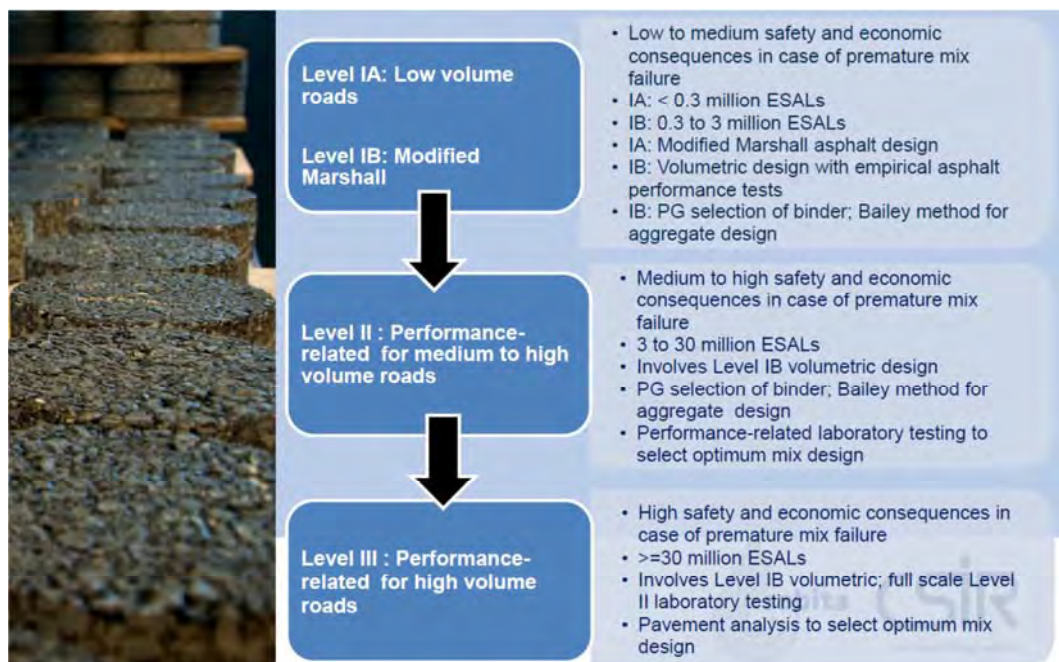 Level IA: Low volume
roads
Level IB: Modified
Marshall
• Low to medium safety and economic
consequences in case of premature mix
failure
• IA: < 0.3 million ESALs
• IB: 0.3 to 3 million ESALs
• IA: Modified Marshall asphalt design
• IB: Volumetric design with empirical asphalt
performance tests
• IB: PG selection of binder; Bailey method for
aggregate design
Level II : Performance-
related for medium to high
volume roads
• Medium to high safety and economic
consequences in case of premature mix
failure
• 3 to 30 million ESALs
• Involves Level IB volumetric design
• PG selection of binder; Bailey method for
aggregate design
• Performance-related laboratory testing to
select optimum mix design
Level III : Performance-
related for high volume
roads
• High safety and economic consequences in
case of premature mix failure
• >=30 million ESALs
• Involves Level IB volumetric; full scale Level
II laboratory testing
• Pavement analysis to select optimum mix
design
CSIR